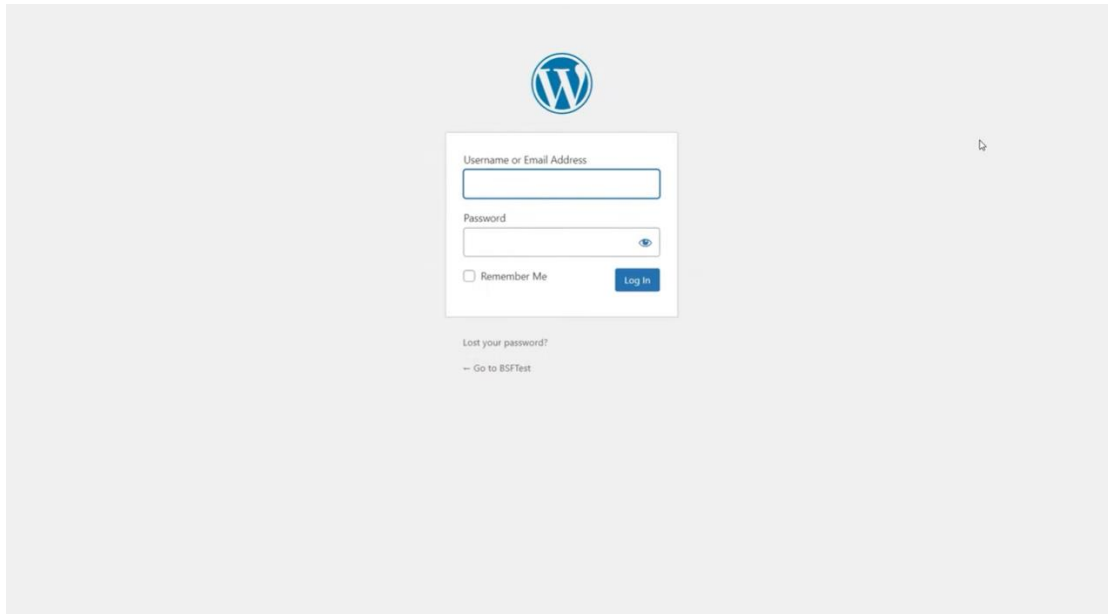 Username or Email Address
Password
Remember Me
Log In
Lost your password?
← Go to BSFTest